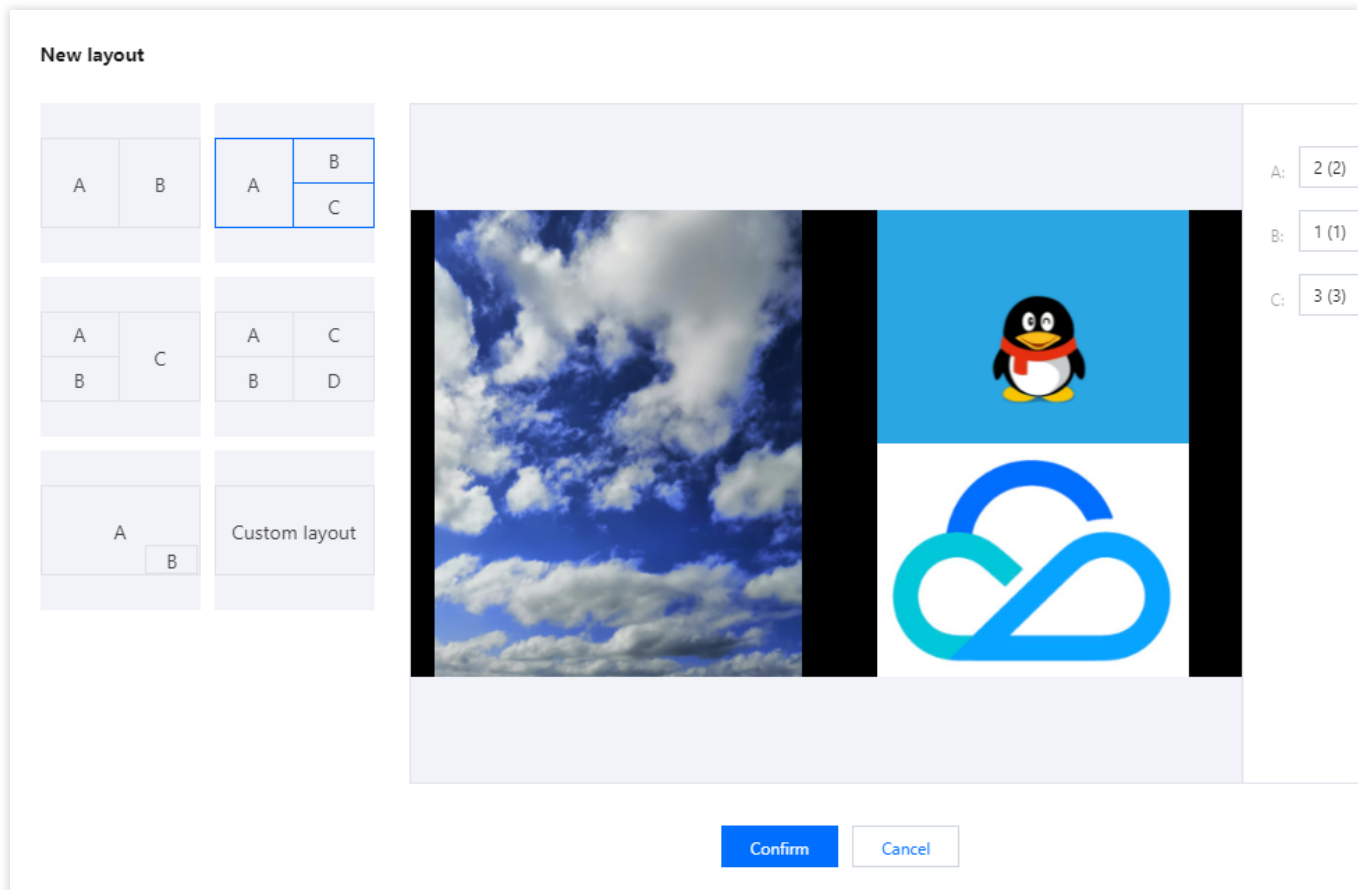 New layout
A B
A B
C
A C
B
A C
B D
A
B
Custom layout
A: 2 (2)
B: 1 (1)
C: 3 (3)
Confirm Cancel